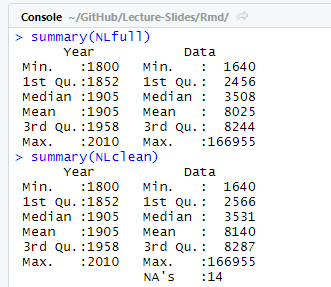 Console ~/GitHub/Lecture-Slides/Rmd/
> summary(NLfull)
      Year           Data
 Min.   :1800   Min.   :  1640
 1st Qu.:1852   1st Qu.:  2456
 Median :1905   Median :  3508
 Mean   :1905   Mean   :  8025
 3rd Qu.:1958   3rd Qu.:  8244
 Max.   :2010   Max.   :166955
> summary(NLclean)
      Year           Data
 Min.   :1800   Min.   :  1640
 1st Qu.:1852   1st Qu.:  2566
 Median :1905   Median :  3531
 Mean   :1905   Mean   :  8140
 3rd Qu.:1958   3rd Qu.:  8287
 Max.   :2010   Max.   :166955
                NA's   :14